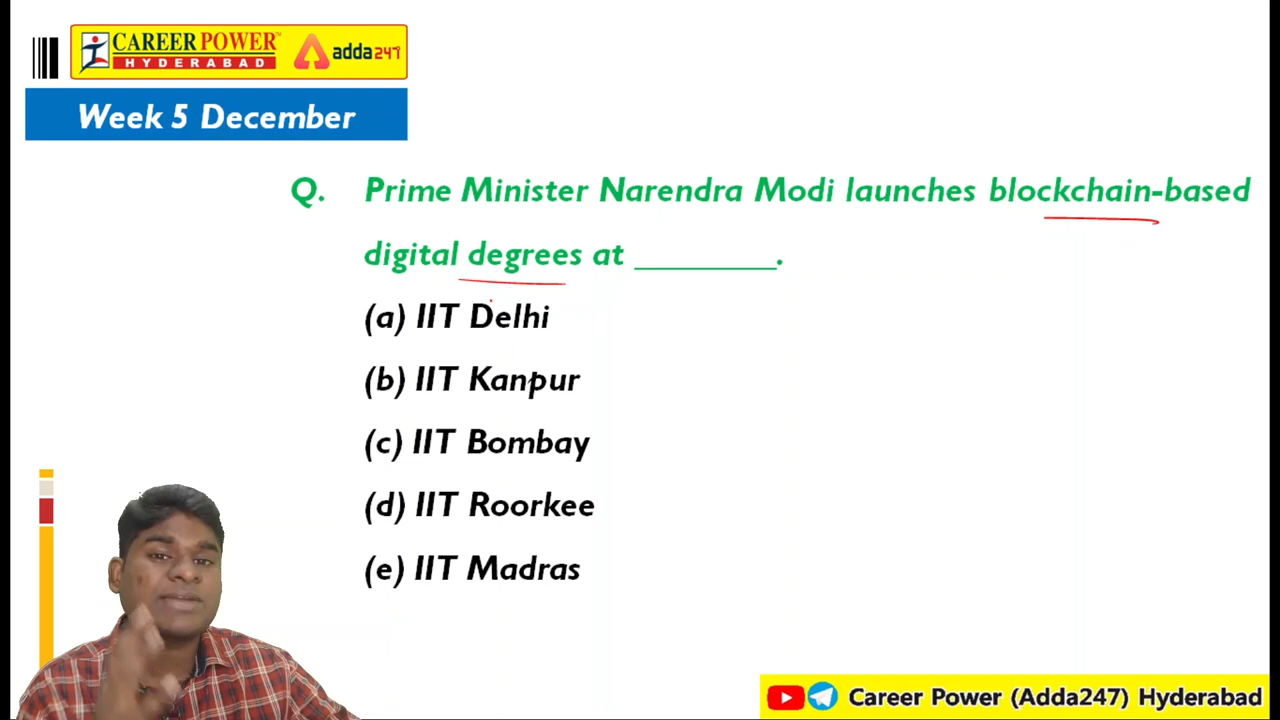 CAREER POWER
HYDERABAD
adda247
Week 5 December
Q. Prime Minister Narendra Modi launches blockchain-based
digital degrees at ________.
(a) IIT Delhi
(b) IIT Kanpur
(c) IIT Bombay
(d) IIT Roorkee
(e) IIT Madras
Career Power (Adda247) Hyderabad